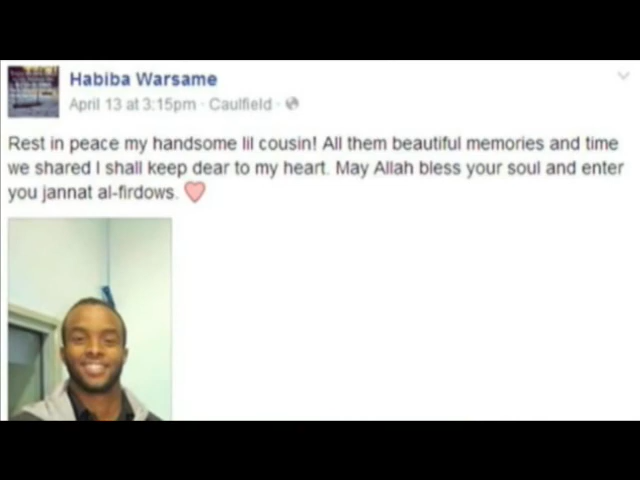 Habiba Warsame
April 13 at 3:15pm · Caulfield ·
Rest in peace my handsome lil cousin! All them beautiful memories and time
we shared I shall keep dear to my heart. May Allah bless your soul and enter
you jannat al-firdows.